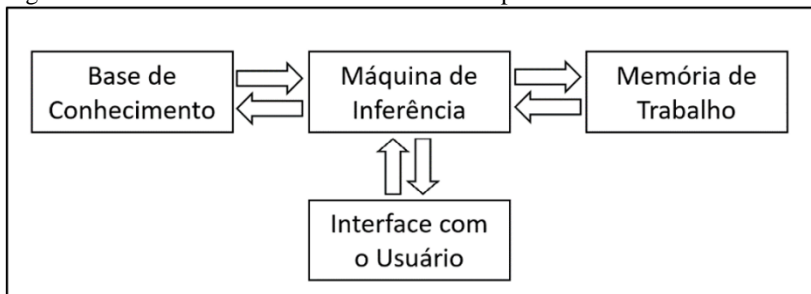 Base de
Conhecimento
Máquina de
Inferência
Memória de
Trabalho
Interface com
o Usuário